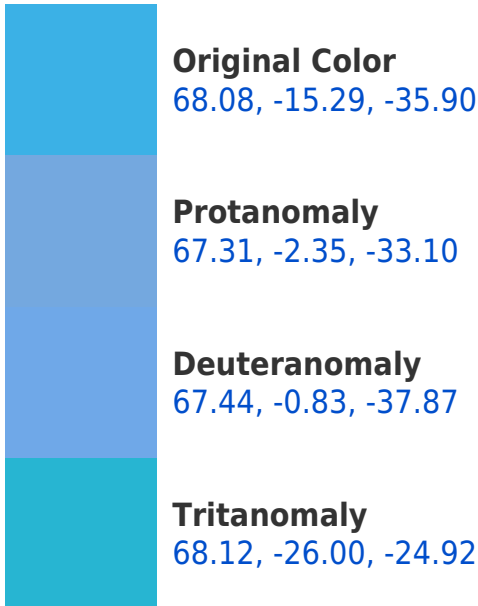 Original Color
68.08, -15.29, -35.90
Protanomaly
67.31, -2.35, -33.10
Deuteranomaly
67.44, -0.83, -37.87
Tritanomaly
68.12, -26.00, -24.92